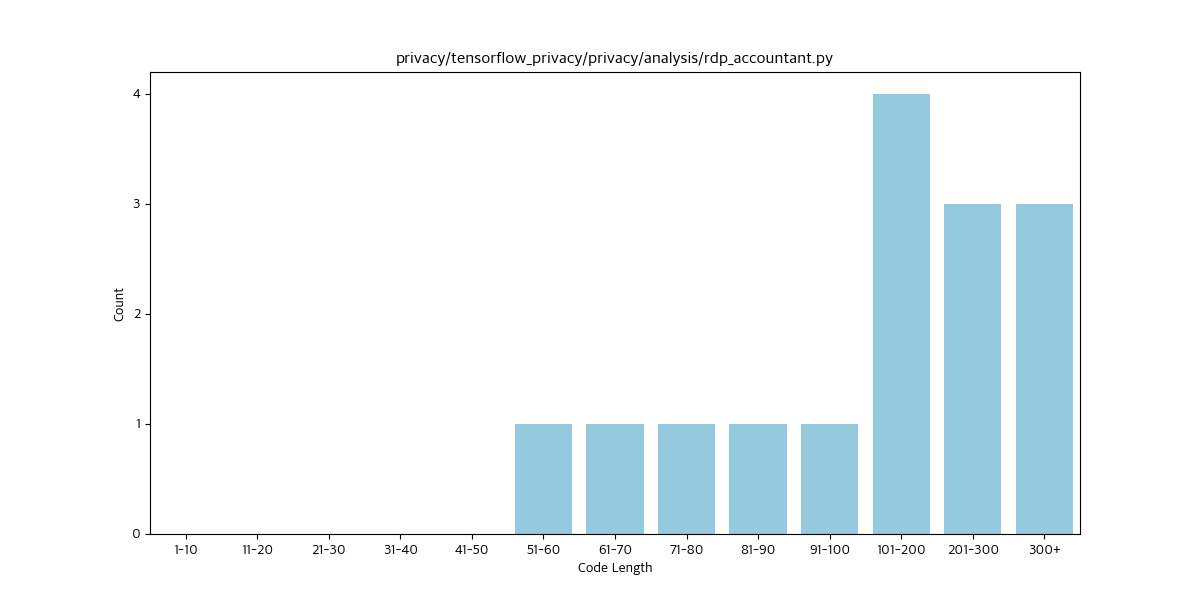 privacy/tensorflow_privacy/privacy/analysis/rdp_accountant.py
4
3
2
1
0
Count
1-10 11-20 21-30 31-40 41-50 51-60 61-70 71-80 81-90 91-100 101-200 201-300 300+
Code Length